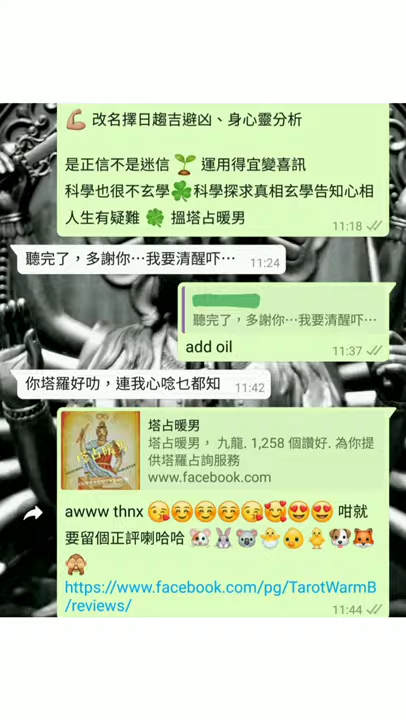 💪 改名擇日趨吉避凶、身心靈分析
是正信不是迷信 🌱 運用得宜變喜訊
科學也很不玄學🍀科學探求真相玄學告知心相
人生有疑難 🍀 搵塔占暖男
11:18
聽完了，多謝你…我要清醒吓…
11:24
聽完了，多謝你…我要清醒吓…
add oil
11:37
你塔羅好叻，連我心唸乜都知
11:42
塔占暖男
塔占暖男
塔占暖男， 九龍. 1,258 個讚好. 為你提
供塔羅占詢服務
www.facebook.com
awww thnx 😘☺️☺️☺️😘🥰😍😍 咁就
要留個正評喇哈哈 🐹🐰🐨🐣🐥🐤🐶🦊
🙈
https://www.facebook.com/pg/TarotWarmB
/reviews/
11:44